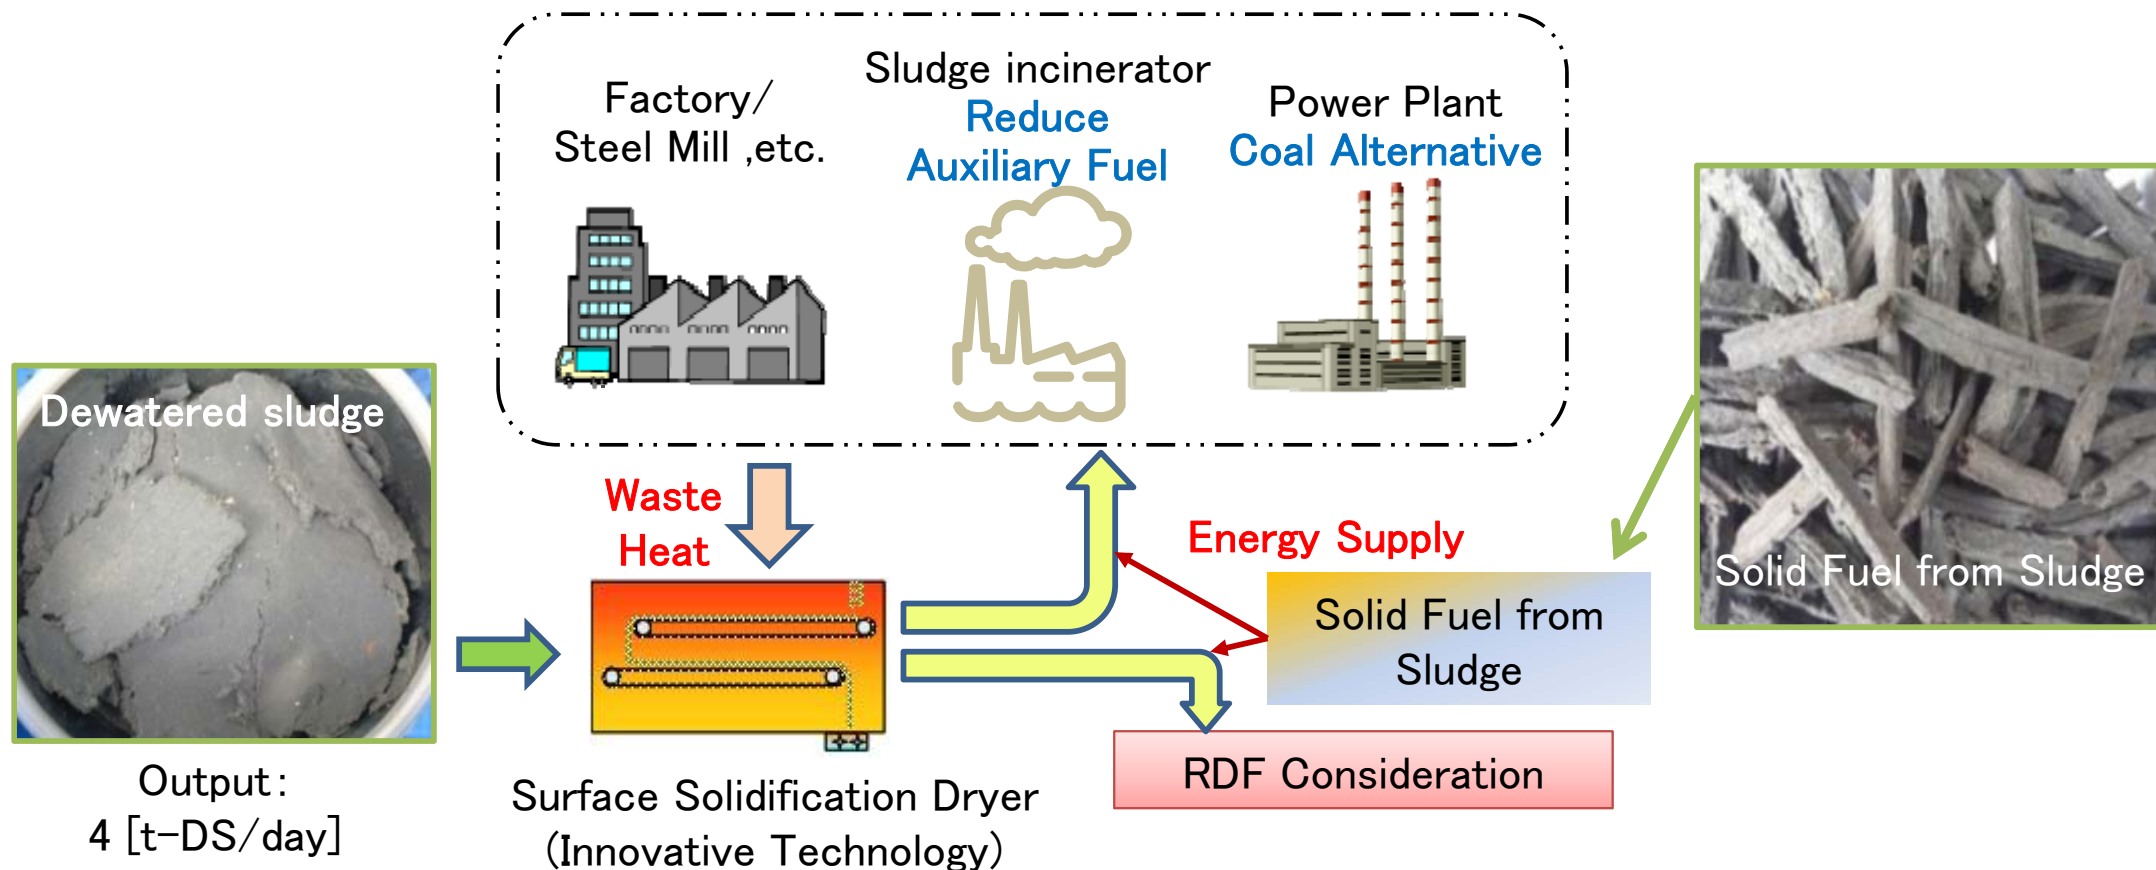 Factory/
Steel Mill ,etc.
Sludge incinerator
Reduce
Auxiliary Fuel
Power Plant
Coal Alternative
Dewatered sludge
Output:
4 [t-DS/day]
Waste
Heat
Surface Solidification Dryer
(Innovative Technology)
Energy Supply
Solid Fuel from
Sludge
RDF Consideration
Solid Fuel from Sludge